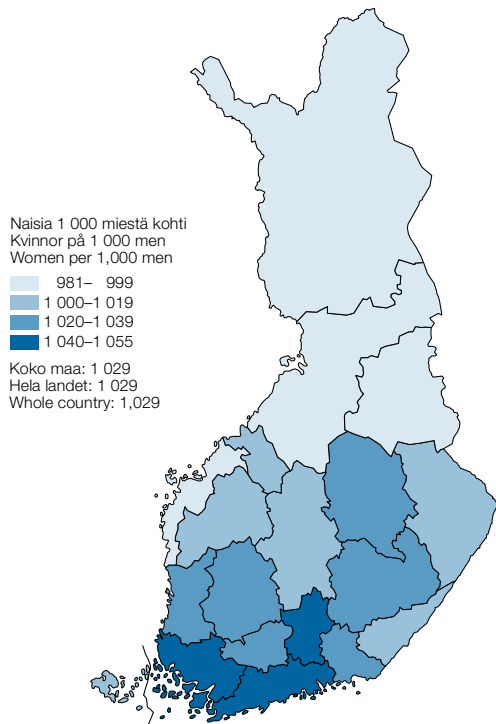 Naisia 1 000 miestä kohti
Kvinnor på 1 000 men
Women per 1,000 men
981– 999
1 000–1 019
1 020–1 039
1 040–1 055
Koko maa: 1 029
Hela landet: 1 029
Whole country: 1,029